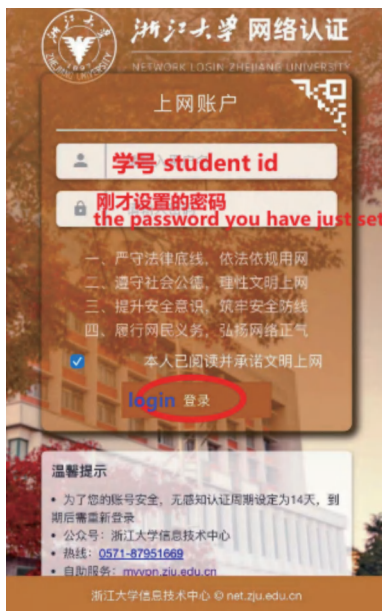 浙江大学 网络认证
ZHEJIANG UNIVERSITY
1897
NETWORK LOGIN ZHEJIANG UNIVERSITY
上网账户
学号 student id
刚才设置的密码
the password you have just set
一、严守法律底线，依法依规用网
二、遵守社会公德，理性文明上网
三、提升安全意识，筑牢安全防线
四、履行网民义务，弘扬网络正气
本人已阅读并承诺文明上网
login 登录
温馨提示
• 为了您的账号安全，无感知认证周期设定为14天，到
期后需重新登录
• 公众号：浙江大学信息技术中心
• 热线：0571-87951669
• 自助服务：myvpn.zju.edu.cn
浙江大学信息技术中心 © net.zju.edu.cn